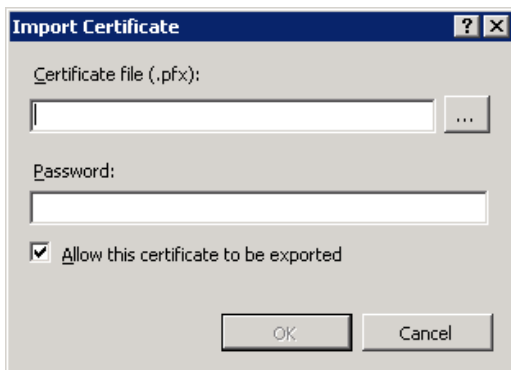 Import Certificate
Certificate file (.pfx):
...
Password:
Allow this certificate to be exported
OK
Cancel